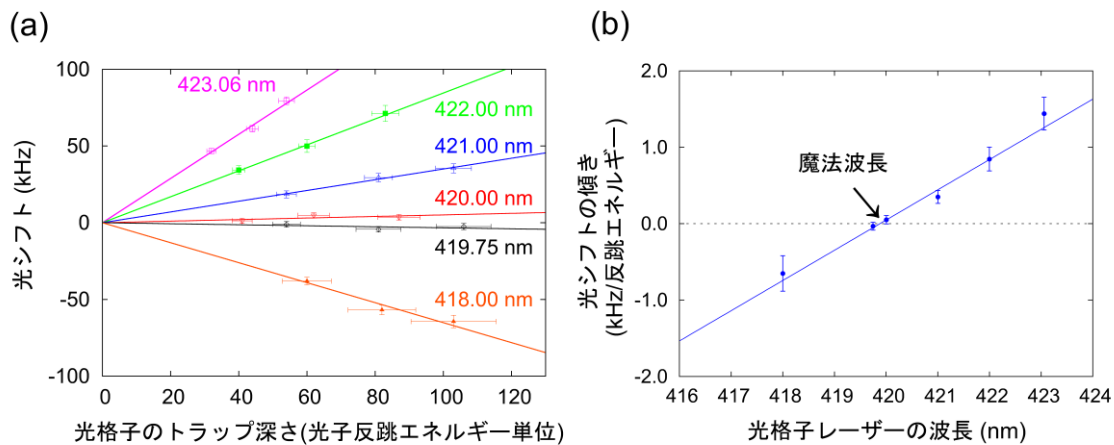 (a)
100
50
0
-50
-100
光シフト (kHz)
423.06 nm
422.00 nm
421.00 nm
420.00 nm
419.75 nm
418.00 nm
0 20 40 60 80 100 120
光格子のトラップ深さ(光子反跳エネルギー単位)
(b)
2.0
1.0
0.0
-1.0
-2.0
光シフトの傾き
(kHz/反跳エネルギー)
魔法波長
416 417 418 419 420 421 422 423 424
光格子レーザーの波長 (nm)